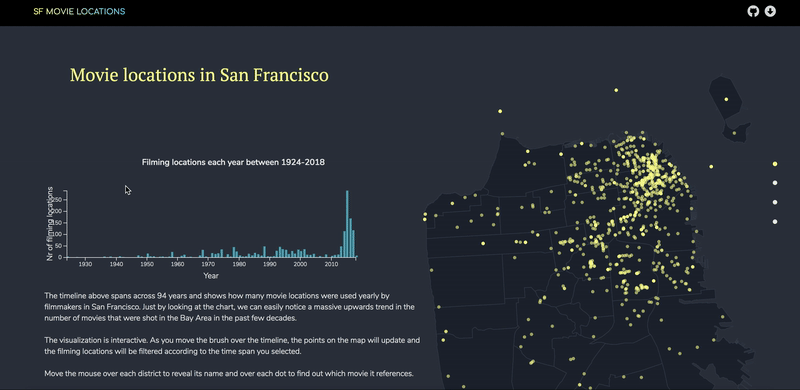 SF MOVIE LOCATIONS
Movie locations in San Francisco
Filming locations each year between 1924-2018
Nr of filming locations
250
200
150
100
50
0
1930 1940 1950 1960 1970 1980 1990 2000 2010
Year
The timeline above spans across 94 years and shows how many movie locations were used yearly by
filmmakers in San Francisco. Just by looking at the chart, we can easily notice a massive upwards trend in the
number of movies that were shot in the Bay Area in the past few decades.
The visualization is interactive. As you move the brush over the timeline, the points on the map will update and
the filming locations will be filtered according to the time span you selected.
Move the mouse over each district to reveal its name and over each dot to find out which movie it references.